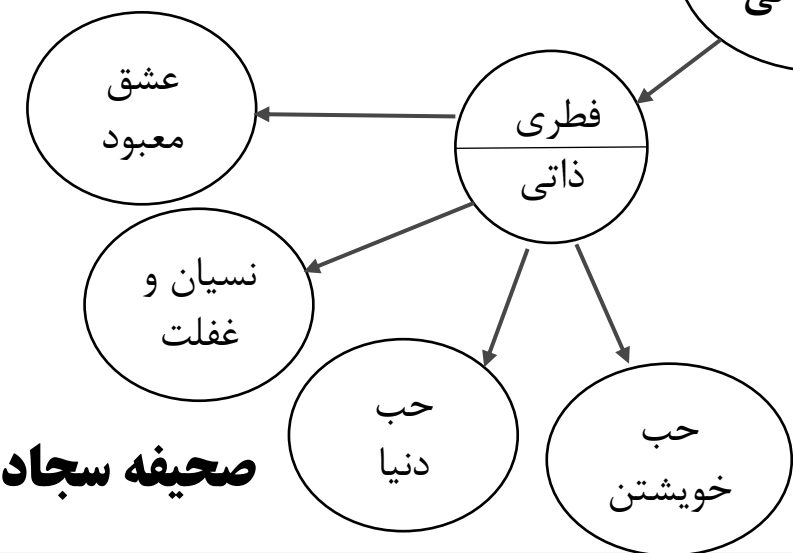 فطری
ذاتی
عشق
معبود
نسیان و
غفلت
حب
دنیا
حب
خویشتن
صحیفه سجاد